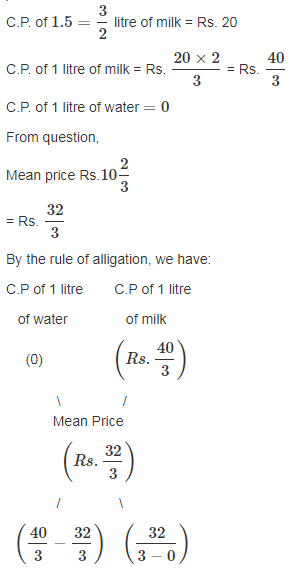 C.P. of 1.5 = 3/2 litre of milk = Rs. 20
C.P. of 1 litre of milk = Rs. (20 × 2)/3 = Rs. 40/3
C.P. of 1 litre of water = 0
From question,
Mean price Rs.10 2/3
= Rs. 32/3
By the rule of alligation, we have:
C.P of 1 litre C.P of 1 litre
of water of milk
(0) (Rs. 40/3)
\ /
Mean Price
(Rs. 32/3)
/ \
(40/3 − 32/3) (32/(3 − 0))